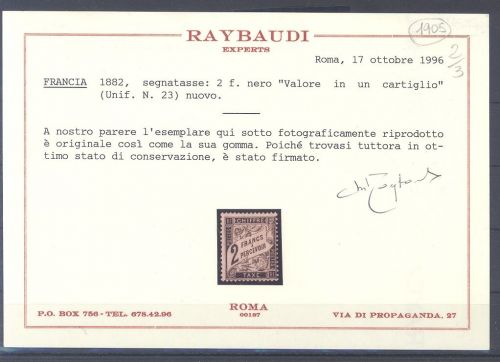 RAYBAUDI
EXPERTS
1905
2/3
Roma, 17 ottobre 1996
FRANCIA 1882, segnatasse: 2 f. nero "Valore in un cartiglio"
(Unif. N. 23) nuovo.
A nostro parere l'esemplare qui sotto fotograficamente riprodotto
è originale così come la sua gomma. Poiché trovasi tuttora in ot-
timo stato di conservazione, è stato firmato.
CHIFFRE
2 FRANCS
À PERCEVOIR
TAXE
ROMA
00187
P.O. BOX 756 - TEL. 678.42.96
VIA DI PROPAGANDA, 27